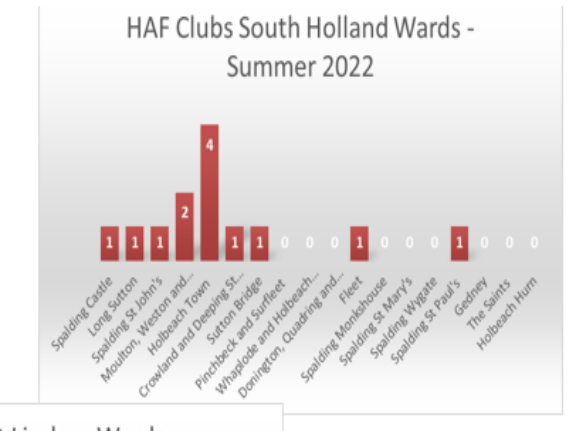 HAF Clubs South Holland Wards -
Summer 2022
4
2
1 1 1 1 1 0 0 0 1 0 0 0 1 0 0 0
Spalding Castle
Long Sutton
Spalding St John's
Moulton, Weston and...
Holbeach Town
Crowland and Deeping St...
Sutton Bridge
Pinchbeck and Surfleet
Whaplode and Holbeach...
Donington, Quadring and...
Fleet
Spalding Monkshouse
Spalding St Mary's
Spalding Wygate
Spalding St Paul's
Gedney
The Saints
Holbeach Hurn